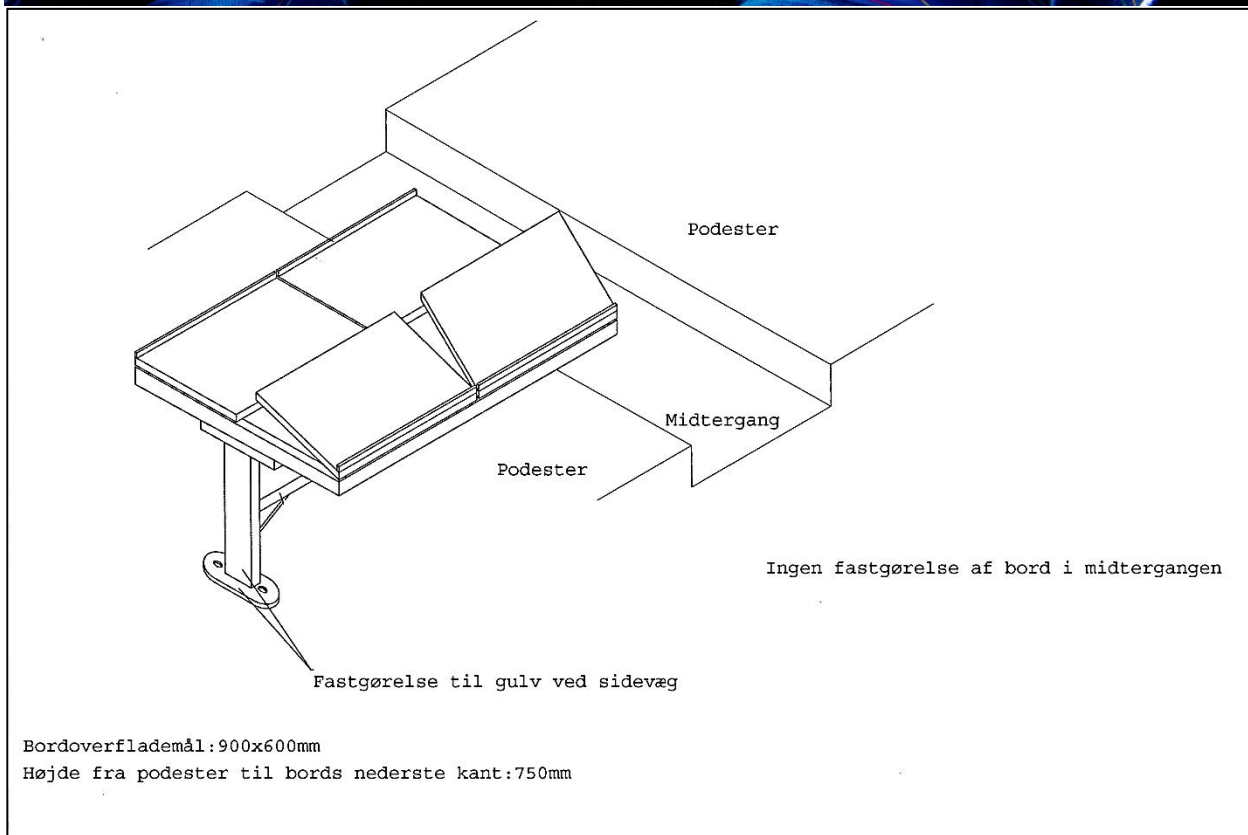 Podester
Midtergang
Podester
Ingen fastgørelse af bord i midtergangen
Fastgørelse til gulv ved sidevæg
Bordoverflademål:900x600mm
Højde fra podester til bords nederste kant:750mm